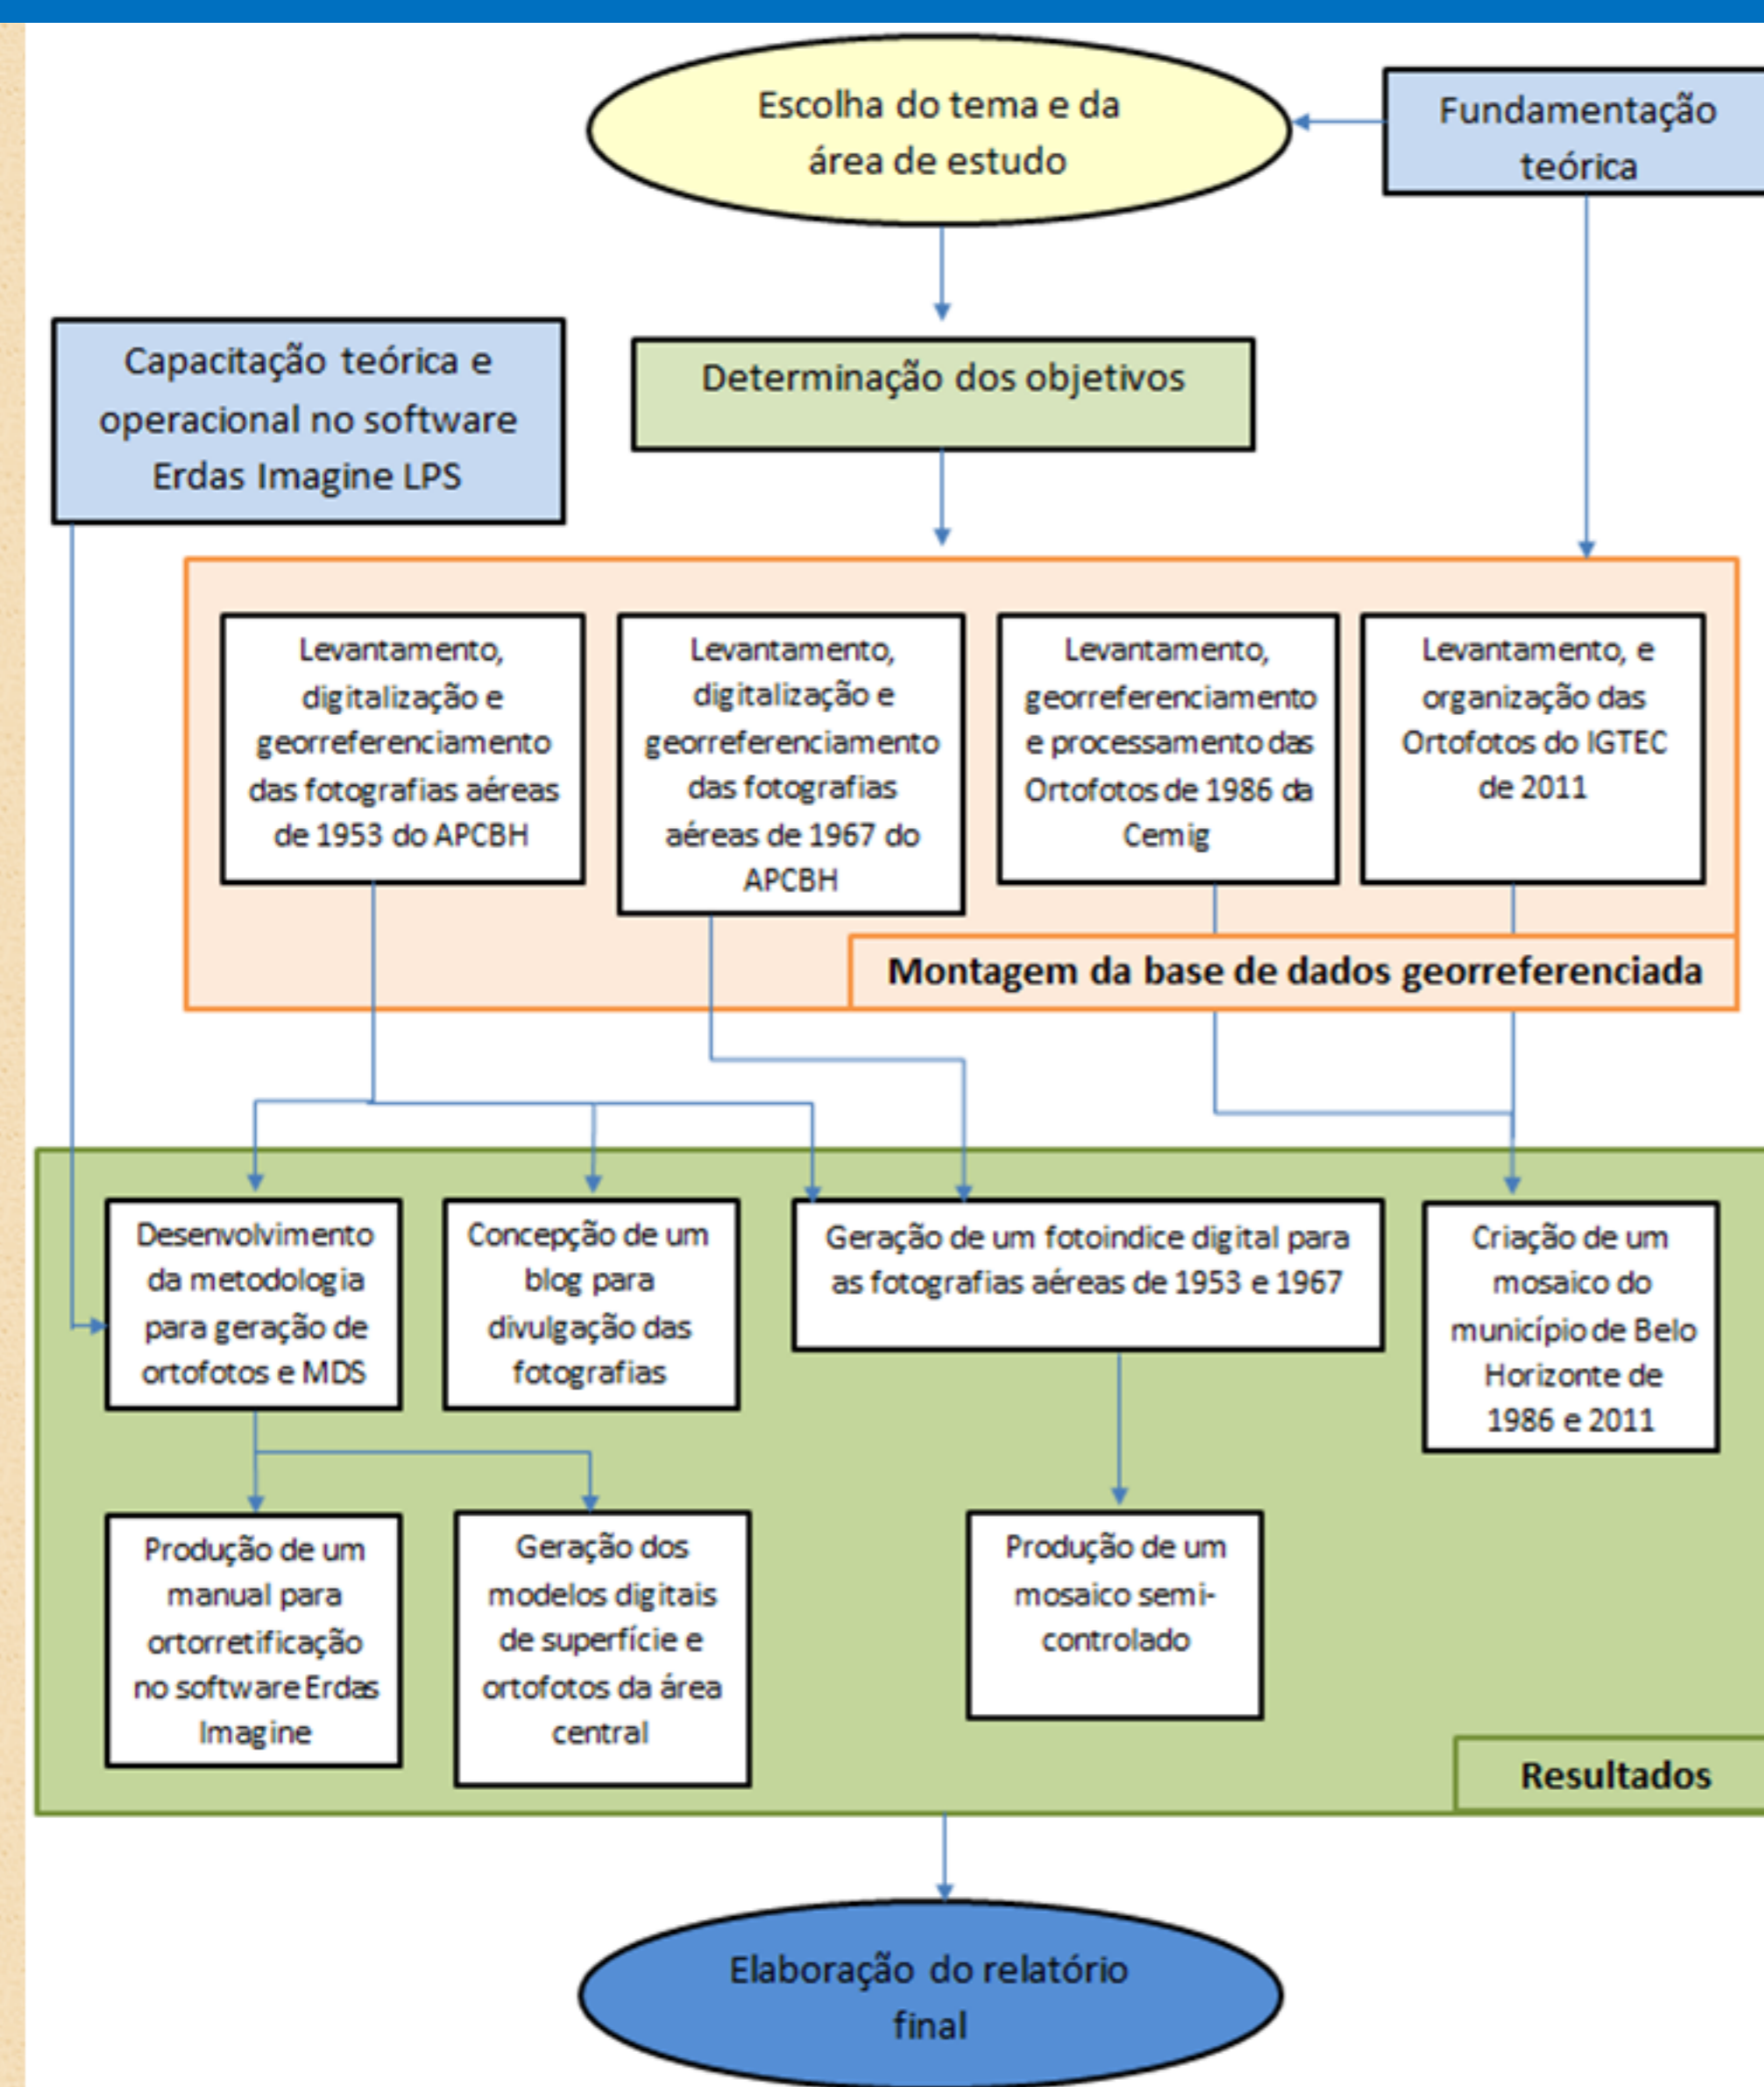 Escolha do tema e da
área de estudo
Fundamentação
teórica
Capacitação teórica e
operacional no software
Erdas Imagine LPS
Determinação dos objetivos
Levantamento,
digitalização e
georreferenciamento
das fotografias aéreas
de 1953 do APCBH
Levantamento,
digitalização e
georreferenciamento
das fotografias
aéreas de 1967 do
APCBH
Levantamento,
georreferenciamento
e processamento das
Ortofotos de 1986 da
Cemig
Levantamento, e
organização das
Ortofotos do IGTEC
de 2011
Montagem da base de dados georreferenciada
Desenvolvimento
da metodologia
para geração de
ortofotos e MDS
Concepção de um
blog para
divulgação das
fotografias
Geração de um fotoindice digital para
as fotografias aéreas de 1953 e 1967
Criação de um
mosaico do
município de Belo
Horizonte de
1986 e 2011
Produção de um
manual para
ortorretificação
no software Erdas
Imagine
Geração dos
modelos digitais
de superfície e
ortofotos da área
central
Produção de um
mosaico semi-
controlado
Resultados
Elaboração do relatório
final